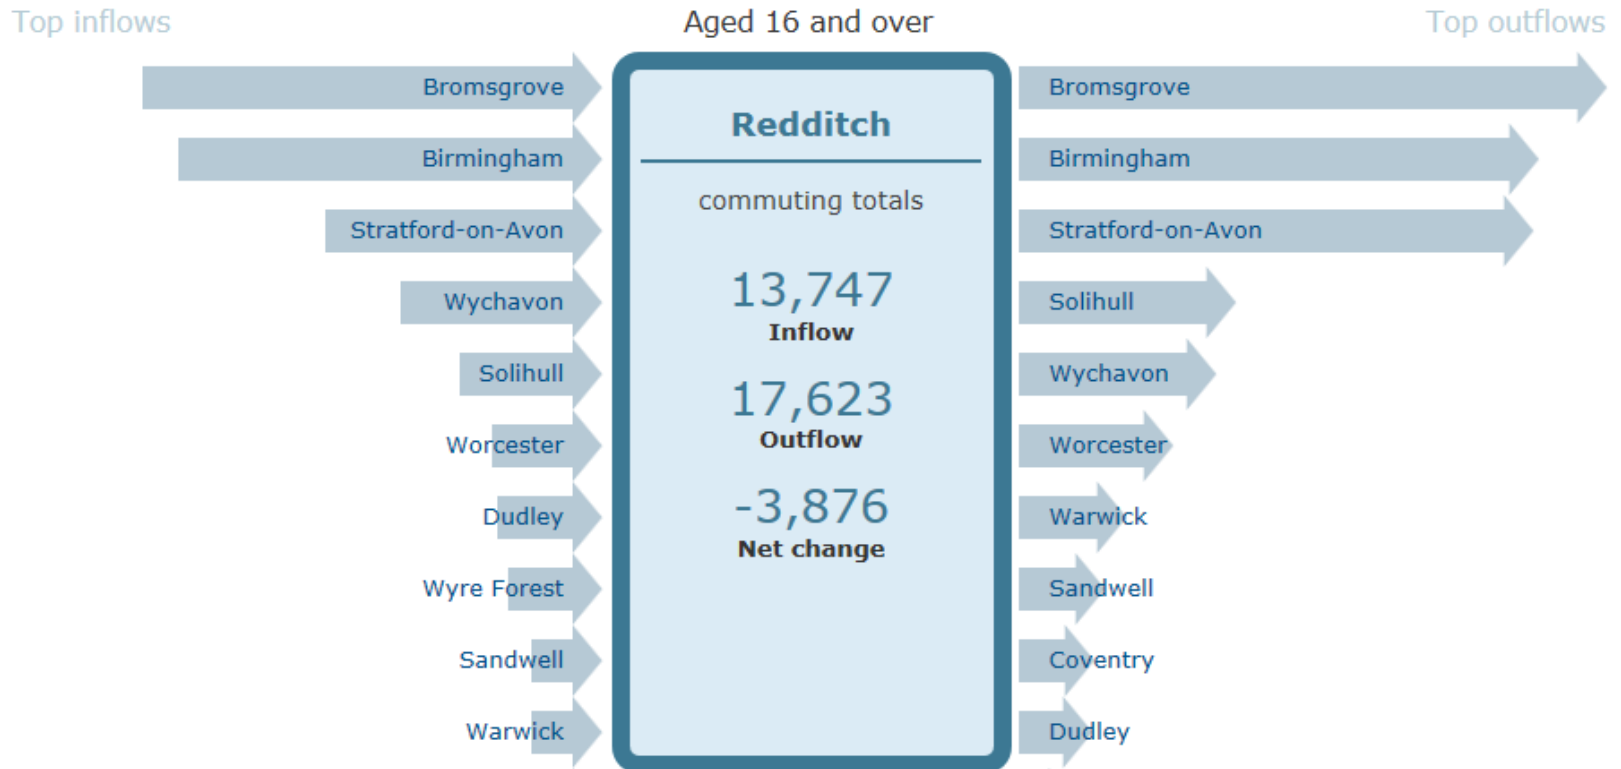 Top inflows
Aged 16 and over
Top outflows
Bromsgrove
Birmingham
Stratford-on-Avon
Wychavon
Solihull
Worcester
Dudley
Wyre Forest
Sandwell
Warwick
Redditch
commuting totals
13,747
Inflow
17,623
Outflow
-3,876
Net change
Bromsgrove
Birmingham
Stratford-on-Avon
Solihull
Wychavon
Worcester
Warwick
Sandwell
Coventry
Dudley